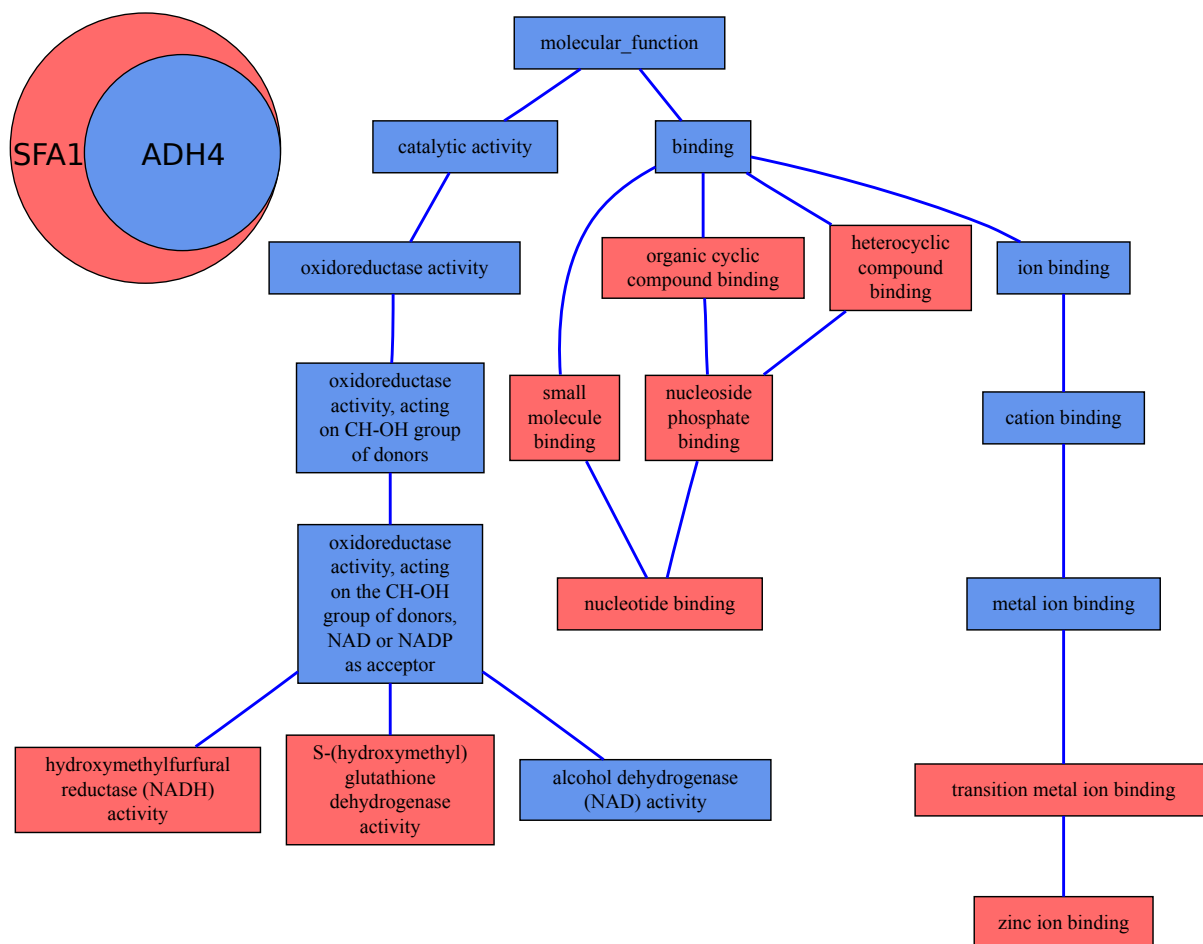 molecular_function
SFA1
ADH4
catalytic activity
binding
oxidoreductase activity
organic cyclic
compound binding
heterocyclic
compound
binding
ion binding
oxidoreductase
activity, acting
on CH-OH group
of donors
small
molecule
binding
nucleoside
phosphate
binding
cation binding
oxidoreductase
activity, acting
on the CH-OH
group of donors,
NAD or NADP
as acceptor
nucleotide binding
metal ion binding
hydroxymethylfurfural
reductase (NADH)
activity
S-(hydroxymethyl)
glutathione
dehydrogenase
activity
alcohol dehydrogenase
(NAD) activity
transition metal ion binding
zinc ion binding